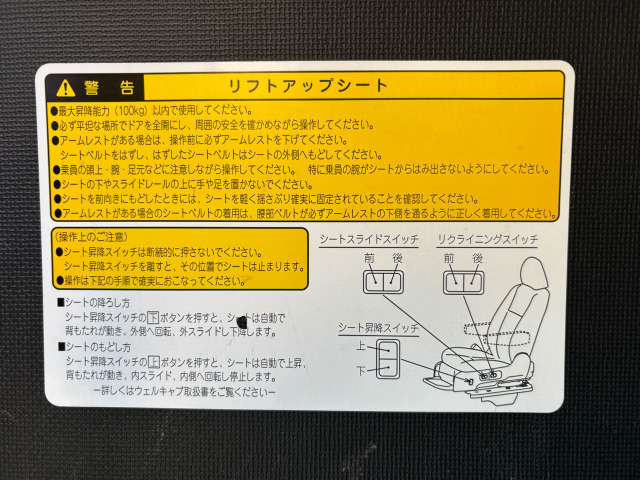 警告 リフトアップシート
●最大昇降能力(100kg)以内で使用してください。
●必ず平坦な場所でドアを全開にし、周囲の安全を確かめながら操作してください。
●アームレストがある場合は、操作前に必ずアームレストを下げてください。
シートベルトをはずし、はずしたシートベルトはシートの外側へもどしてください。
●乗員の頭上・腕・足元などに注意しながら操作してください。 特に乗員の腕がシートからはみ出さないようにしてください。
●シートの下やスライドレールの上に手や足を置かないでください。
●シートを前向きにもどしたときには、シートを軽く揺さぶり確実に固定されていることを確認してください。
●アームレストがある場合のシートベルトの着用は、腰部ベルトが必ずアームレストの下側を通るように正しく着用してください。
(操作上のご注意)
●シート昇降スイッチは断続的に押さないでください。
シート昇降スイッチを離すと、その位置でシートは止まります。
●操作は下記の手順で確実におこなってください。
■シートの降ろし方
シート昇降スイッチの下ボタンを押すと、シートは自動で
背もたれが動き、外側へ回転、外スライドし下降します。
■シートのもどし方
シート昇降スイッチの上ボタンを押すと、シートは自動で上昇、
背もたれが動き、内スライド、内側へ回転し停止します。
ー詳しくはウェルキャブ取扱書をご覧くださいー
シートスライドスイッチ
前 後
リクライニングスイッチ
前 後
シート昇降スイッチ
上
下